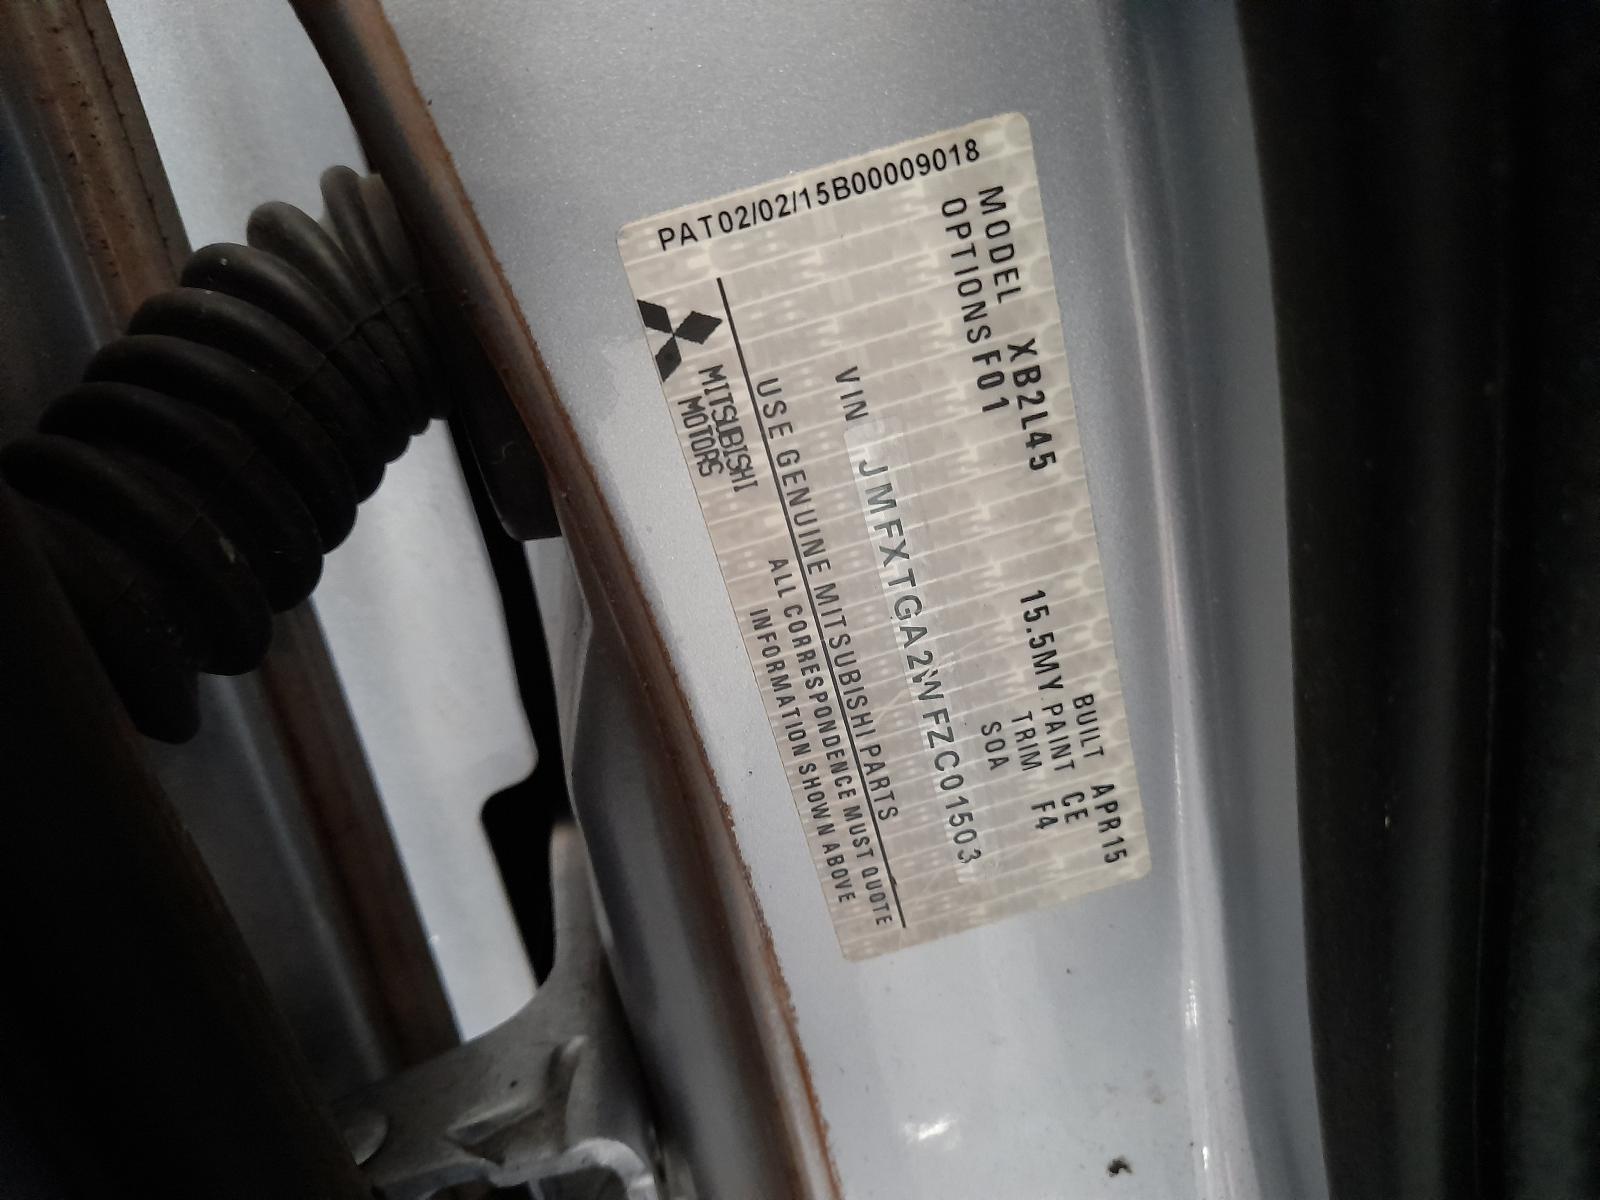 PAT02/02/15B00009018
BUILT APR15
MODEL XB2L45 15.5MY PAINT CE
OPTIONS F01 TRIM F4
SOA
VIN JMFXTGA2WFZC01503
USE GENUINE MITSUBISHI PARTS
MITSUBISHI
MOTORS
ALL CORRESPONDENCE MUST QUOTE
INFORMATION SHOWN ABOVE